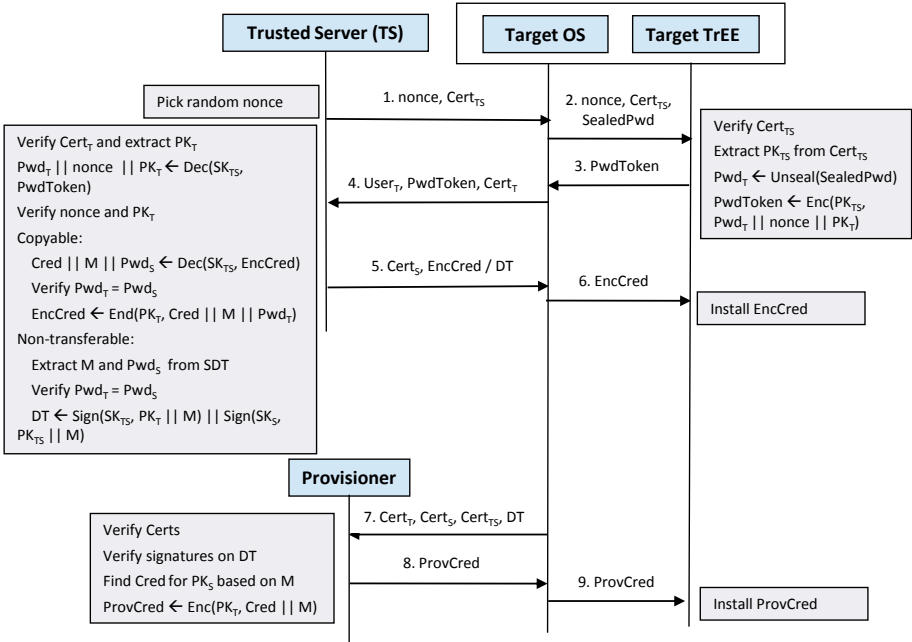 Trusted Server (TS)
Target OS
Target TrEE
Pick random nonce
1. nonce, CertTS
2. nonce, CertTS,
SealedPwd
Verify CertTS
Extract PKTS from CertTS
PwdT ← Unseal(SealedPwd)
PwdToken ← Enc(PKTS,
PwdT || nonce || PKT)
3. PwdToken
4. UserT, PwdToken, CertT
Verify CertT and extract PKT
PwdT || nonce || PKT ← Dec(SKTS,
PwdToken)
Verify nonce and PKT
Copyable:
Cred || M || PwdS ← Dec(SKTS, EncCred)
Verify PwdT = PwdS
EncCred ← End(PKT, Cred || M || PwdT)
Non-transferable:
Extract M and PwdS from SDT
Verify PwdT = PwdS
DT ← Sign(SKTS, PKT || M) || Sign(SKS,
PKTS || M)
5. CertS, EncCred / DT
6. EncCred
Install EncCred
Provisioner
7. CertT, CertS, CertTS, DT
Verify Certs
Verify signatures on DT
Find Cred for PKS based on M
ProvCred ← Enc(PKT, Cred || M)
8. ProvCred
9. ProvCred
Install ProvCred